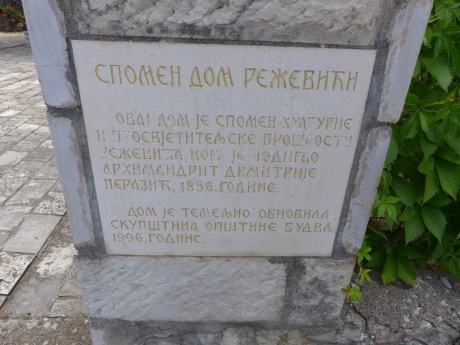 СПОМЕН ДОМ РЕЖЕВИЋИ
ОВАЈ ДОМ ЈЕ СПОМЕН КУЛТУРНЕ
И ПРОСВЈЕТИТЕЉСКЕ ПРОШЛОСТИ
РЕЖЕВИЋА, КОЈИ ЈЕ ПОДИГАО
АРХИМАНДРИТ ДИМИТРИЈЕ
ПЕРАЗИЋ, 1856. ГОДИНЕ.
ДОМ ЈЕ ТЕМЕЉНО ОБНОВИЛА
СКУПШТИНА ОПШТИНЕ БУДВА,
1996. ГОДИНЕ.